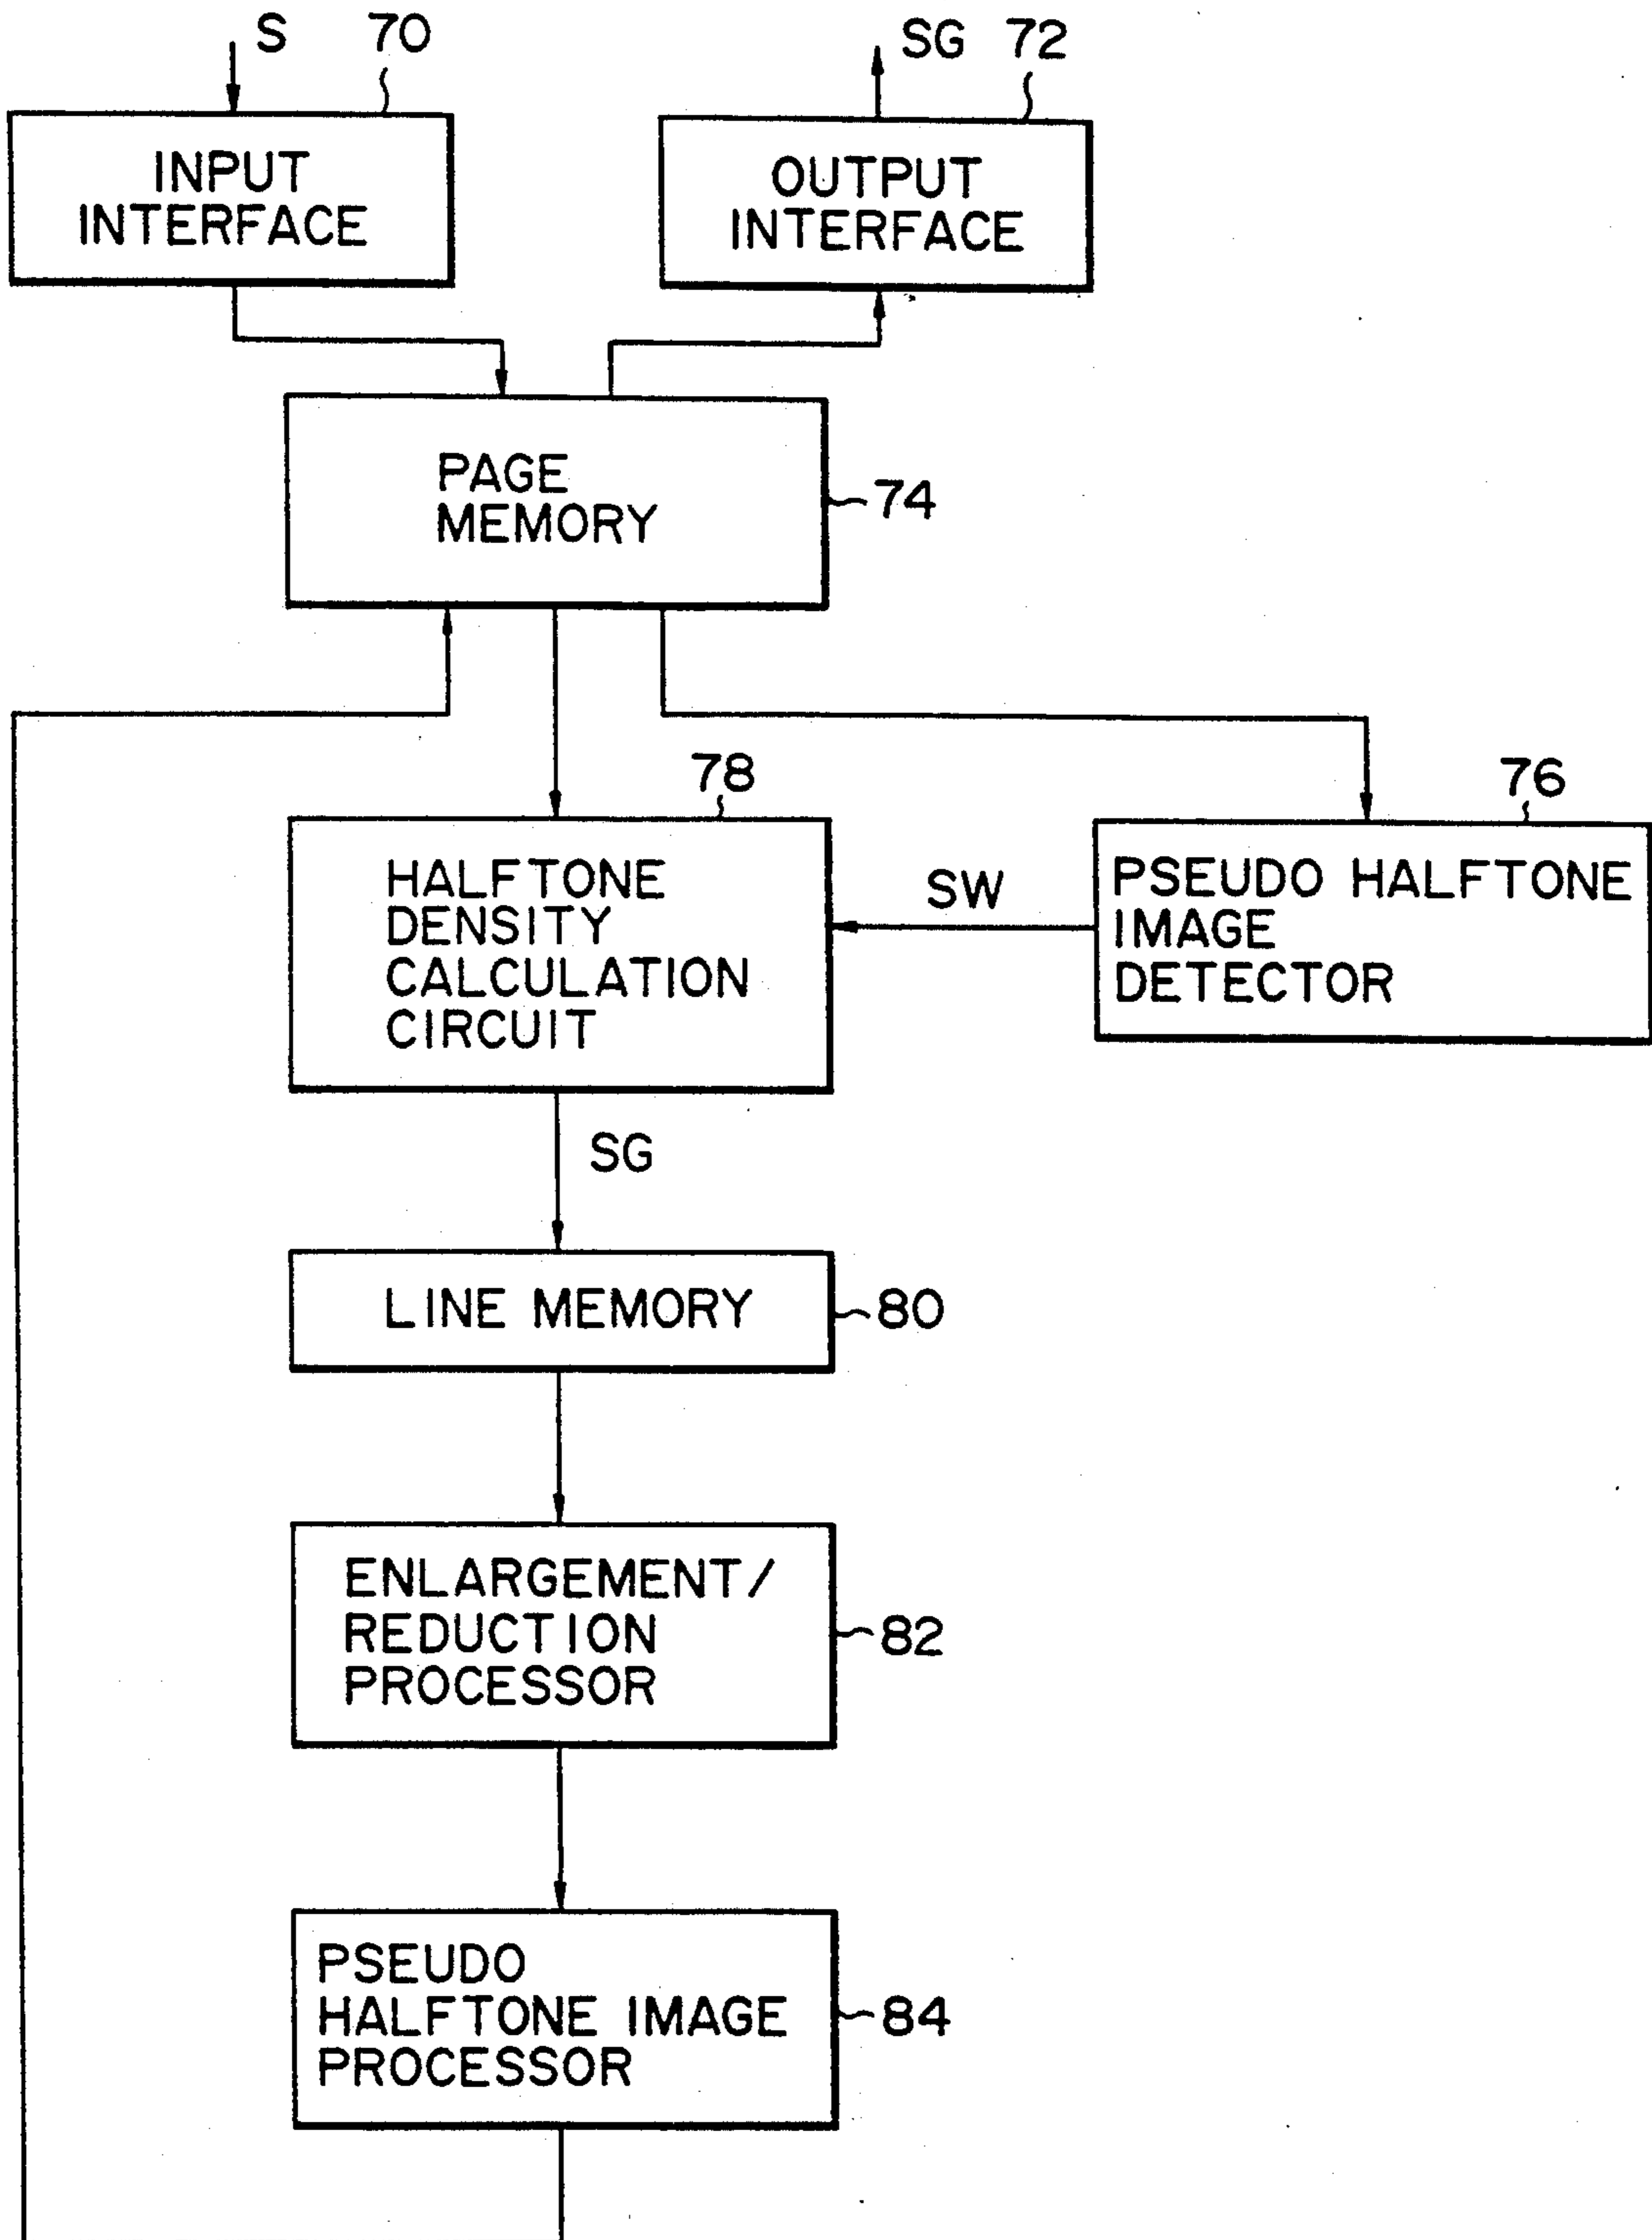 S 70
SG 72
INPUT
INTERFACE
OUTPUT
INTERFACE
PAGE
MEMORY
74
78
76
HALFTONE
DENSITY
CALCULATION
CIRCUIT
SW
PSEUDO HALFTONE
IMAGE
DETECTOR
SG
LINE MEMORY
80
ENLARGEMENT/
REDUCTION
PROCESSOR
82
PSEUDO
HALFTONE IMAGE
PROCESSOR
84